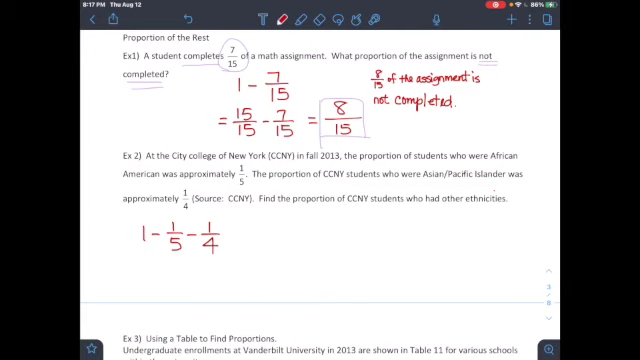 8:17 PM Thu Aug 12
86%
Proportion of the Rest
Ex1) A student completes 7/15 of a math assignment. What proportion of the assignment is not
completed?
1 - 7/15
= 15/15 - 7/15 = 8/15
8/15 of the assignment is
not completed.
Ex 2) At the City college of New York (CCNY) in fall 2013, the proportion of students who were African
American was approximately 1/5. The proportion of CCNY students who were Asian/Pacific Islander was
approximately 1/4 (Source: CCNY). Find the proportion of CCNY students who had other ethnicities.
1 - 1/5 - 1/4
3
8
Ex 3) Using a Table to Find Proportions
Undergraduate enrollments at Vanderbilt University in 2013 are shown in Table 11 for various schools